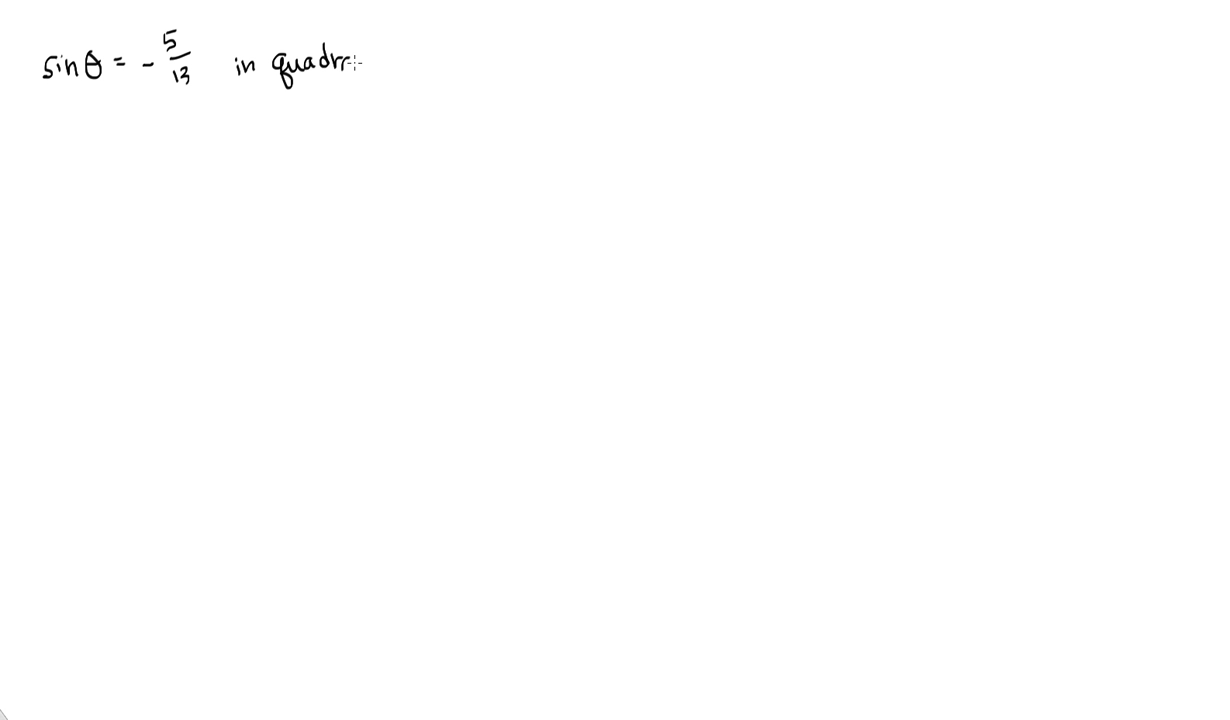 sin θ = - 5/13 in quadr